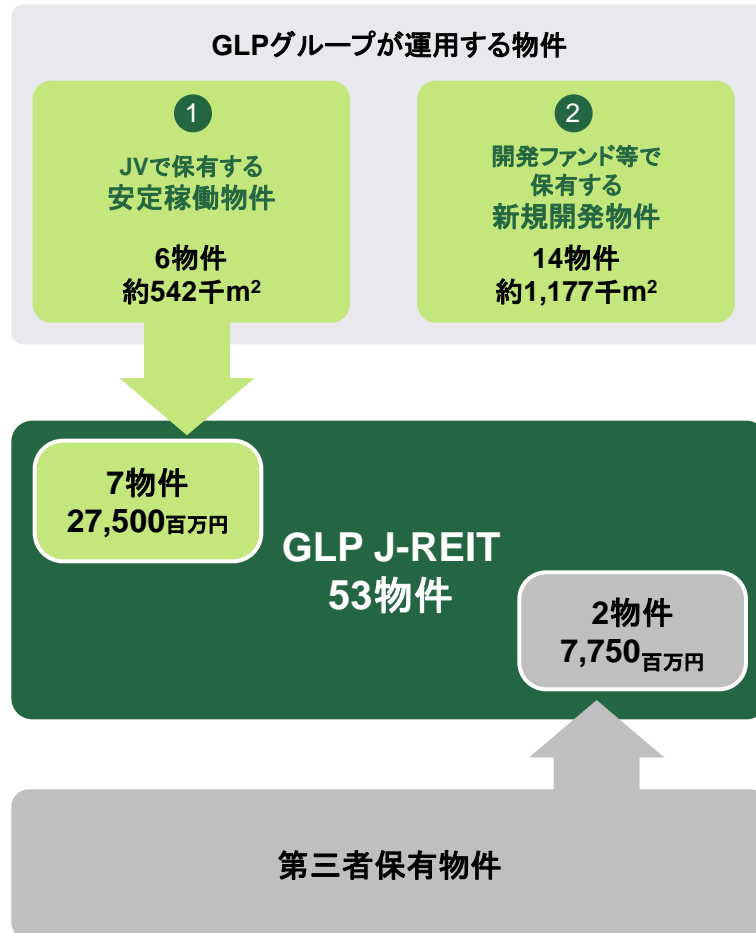 GLPグループが運用する物件
1
JVで保有する
安定稼働物件
6物件
約542千m²
2
開発ファンド等で
保有する
新規開発物件
14物件
約1,177千m²
7物件
27,500百万円
GLP J-REIT
53物件
2物件
7,750百万円
第三者保有物件